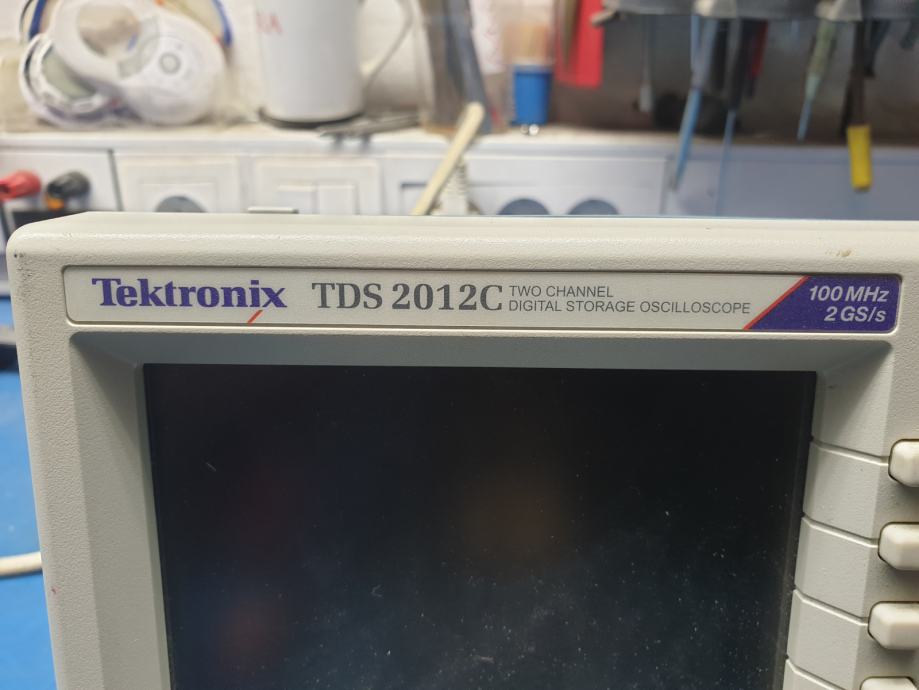 Tektronix TDS 2012C
TWO CHANNEL
DIGITAL STORAGE OSCILLOSCOPE
100 MHz
2 GS/s